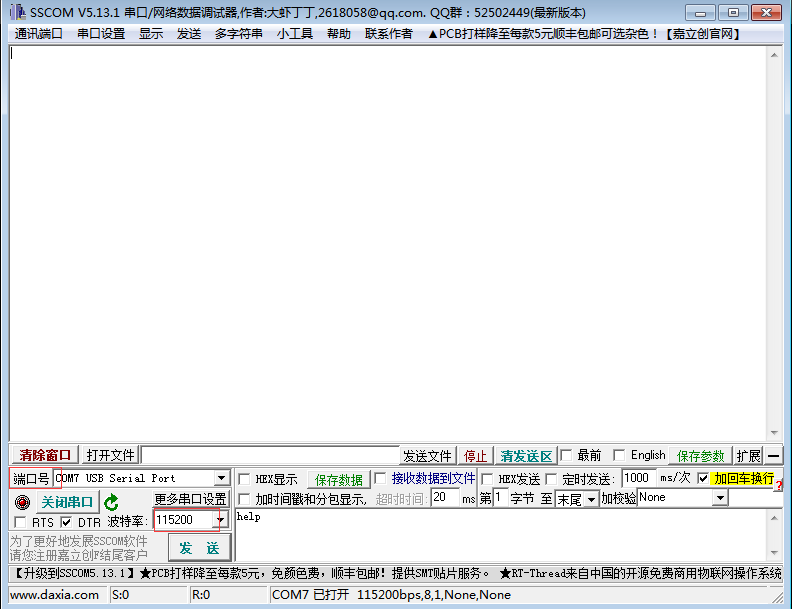 SSCOM V5.13.1 串口/网络数据调试器,作者:大虾丁丁,2618058@qq.com. QQ群：52502449(最新版本)
通讯端口 串口设置 显示 发送 多字符串 小工具 帮助 联系作者 ▲PCB打样降至每款5元顺丰包邮可选杂色！【嘉立创官网】
清除窗口 打开文件 发送文件 停止 清发送区 最前 English 保存参数 扩展 —
端口号 COM7 USB Serial Port HEX显示 保存数据 接收数据到文件 HEX发送 定时发送: 1000 ms/次 加回车换行 ?
关闭串口 更多串口设置 加时间戳和分包显示, 超时时间: 20 ms 第 1 字节 至 末尾 加校验 None
RTS DTR 波特率: 115200 help
为了更好地发展SSCOM软件
请您注册嘉立创F结尾客户 发 送
【升级到SSCOM5.13.1】★PCB打样降至每款5元，免颜色费，顺丰包邮！提供SMT贴片服务。 ★RT-Thread来自中国的开源免费商用物联网操作系统
www.daxia.com S:0 R:0 COM7 已打开 115200bps,8,1,None,None